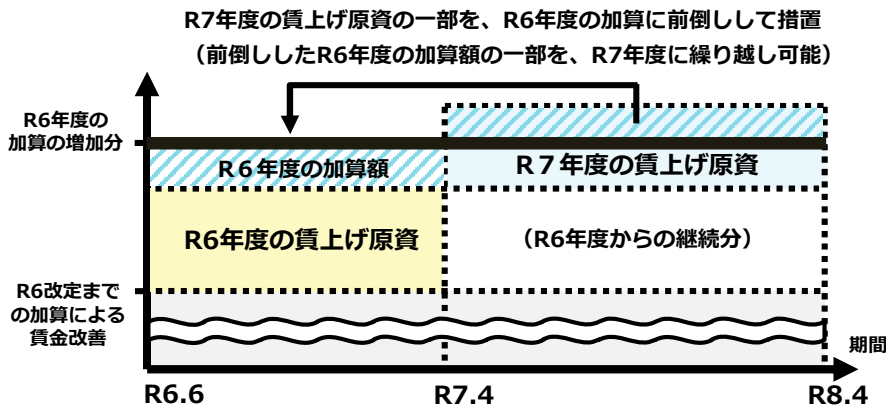 R7年度の賃上げ原資の一部を、R6年度の加算に前倒しして措置
（前倒ししたR6年度の加算額の一部を、R7年度に繰り越し可能）
R6年度の
加算の増加分
R６年度の加算額
R７年度の賃上げ原資
R6年度の賃上げ原資
（R6年度からの継続分）
R6改定まで
の加算による
賃金改善
期間
R6.6
R7.4
R8.4